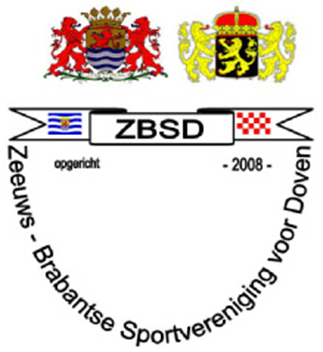 ZBSD
opgericht - 2008 -
Zeeuws - Brabantse Sportvereniging voor Doven